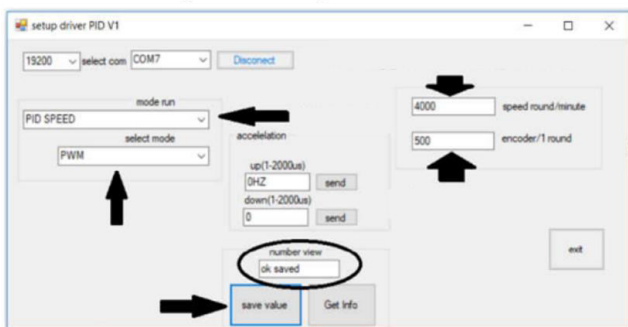 setup driver PID V1
19200 select com COM7 Disconect
mode run
PID SPEED
select mode
PWM
accelelation
up(1-2000us)
0HZ send
down(1-2000us)
0 send
4000 speed round/minute
500 encoder/1 round
number view
ok saved
save value Get Info
exit